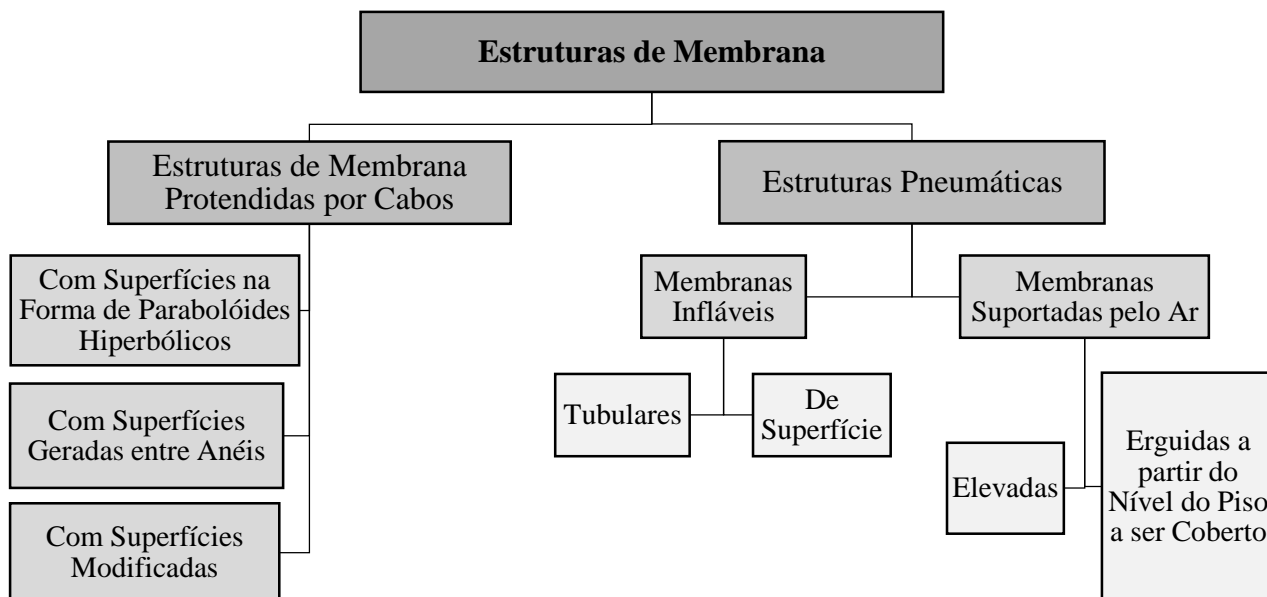 Estruturas de Membrana
Estruturas de Membrana
Protendidas por Cabos
Estruturas Pneumáticas
Com Superfícies na
Forma de Parabolóides
Hiperbólicos
Com Superfícies
Geradas entre Anéis
Com Superfícies
Modificadas
Membranas
Infláveis
Membranas
Suportadas pelo Ar
Tubulares
De
Superfície
Elevadas
Erguidas a
partir do
Nível do Piso
a ser Coberto